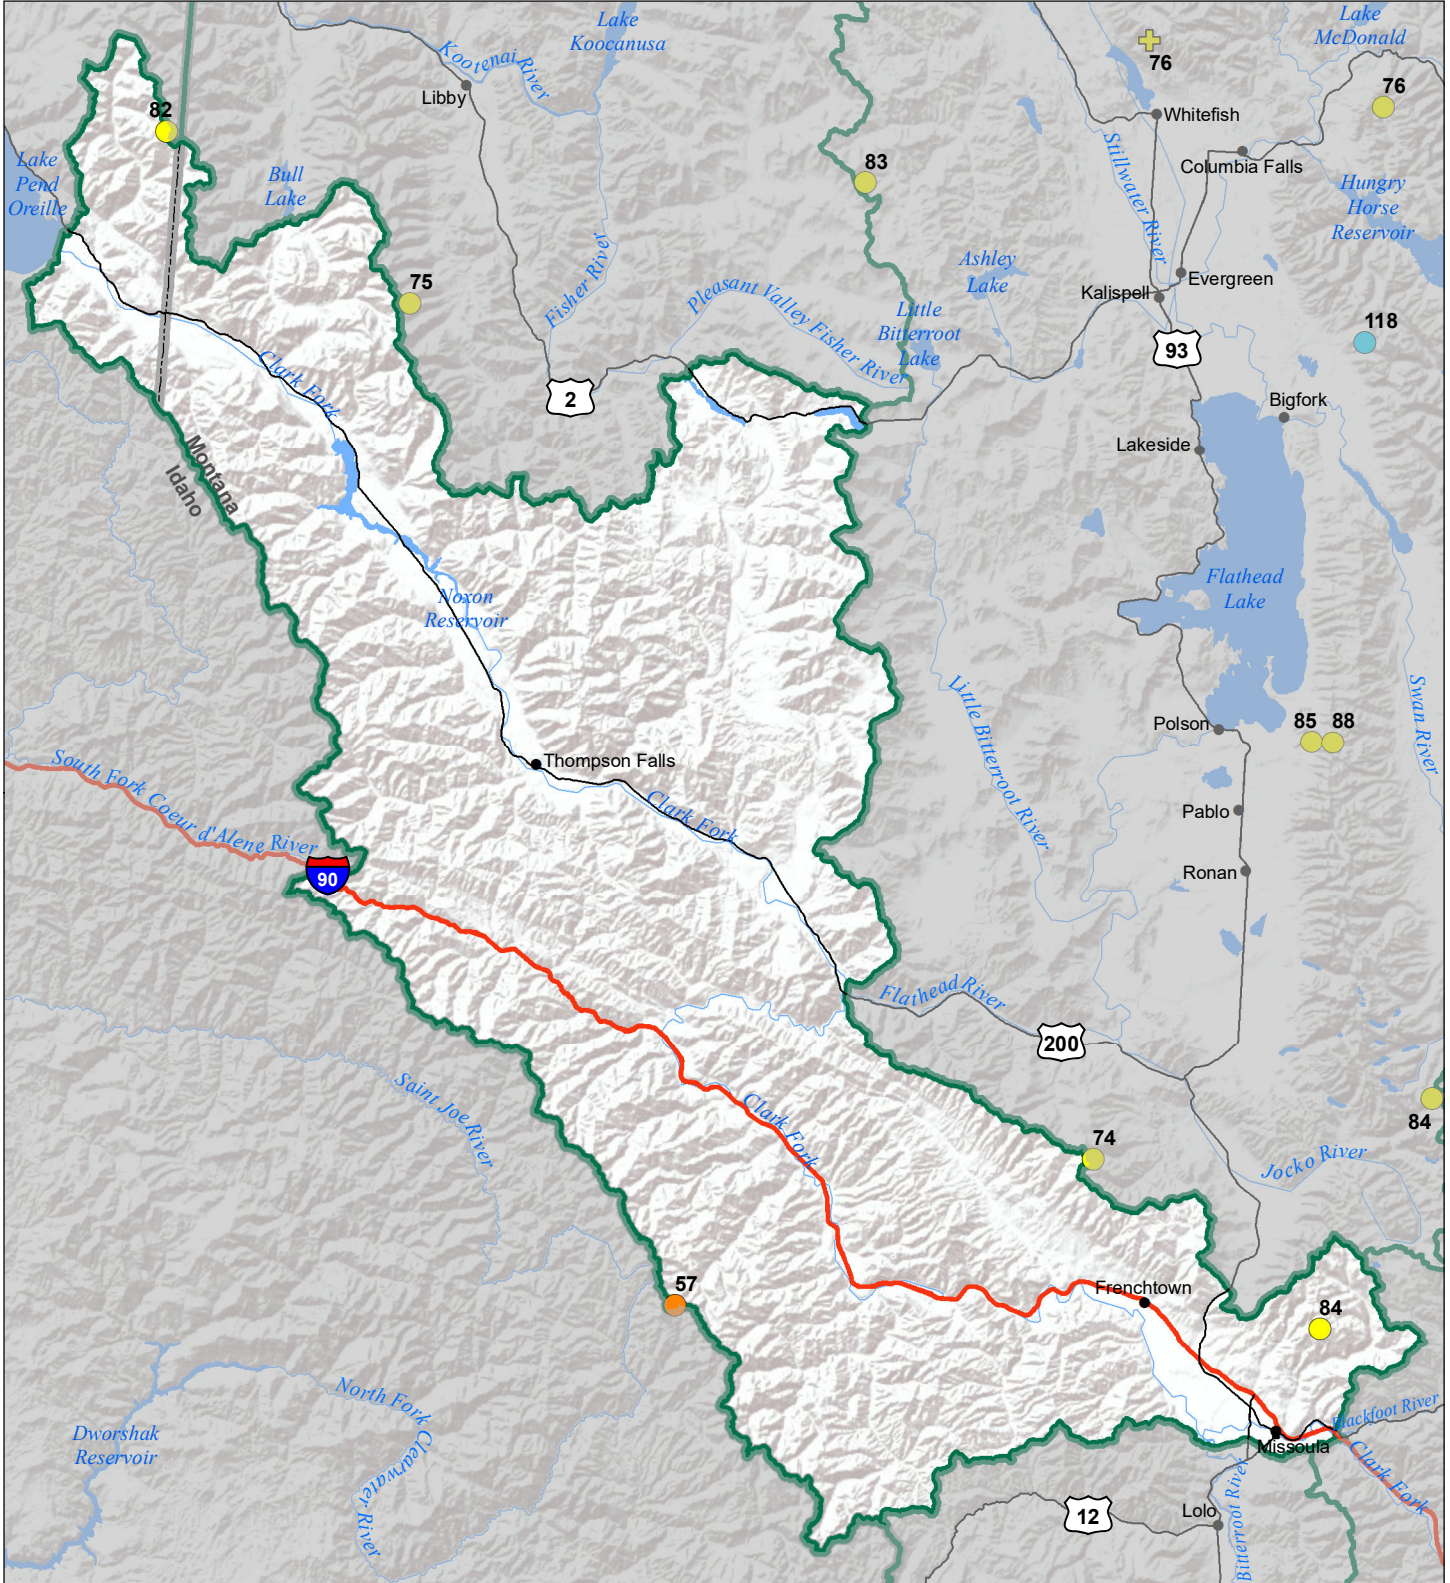 Lake
Koocanusa
Lake
McDonald
Kootenai River
76
Libby
76
82
Whitefish
Stillwater River
Columbia Falls
Lake
Pend
Oreille
Bull
Lake
83
Hungry
Horse
Reservoir
Fisher River
Ashley
Lake
75
Pleasant Valley Fisher River
Evergreen
Kalispell
Little
Bitterroot
Lake
118
93
Clark Fork
2
Bigfork
Montana
Idaho
Lakeside
Noxon
Reservoir
Flathead
Lake
Little Bitterroot River
Swan River
Polson
85
88
South Fork Coeur d'Alene River
Thompson Falls
Clark Fork
Pablo
90
Ronan
Flathead River
200
Saint Joe River
Clark Fork
84
74
Jocko River
57
Frenchtown
84
North Fork Clearwater River
Dworshak
Reservoir
Blackfoot River
Missoula
Clark Fork
Bitterroot River
12
Lolo